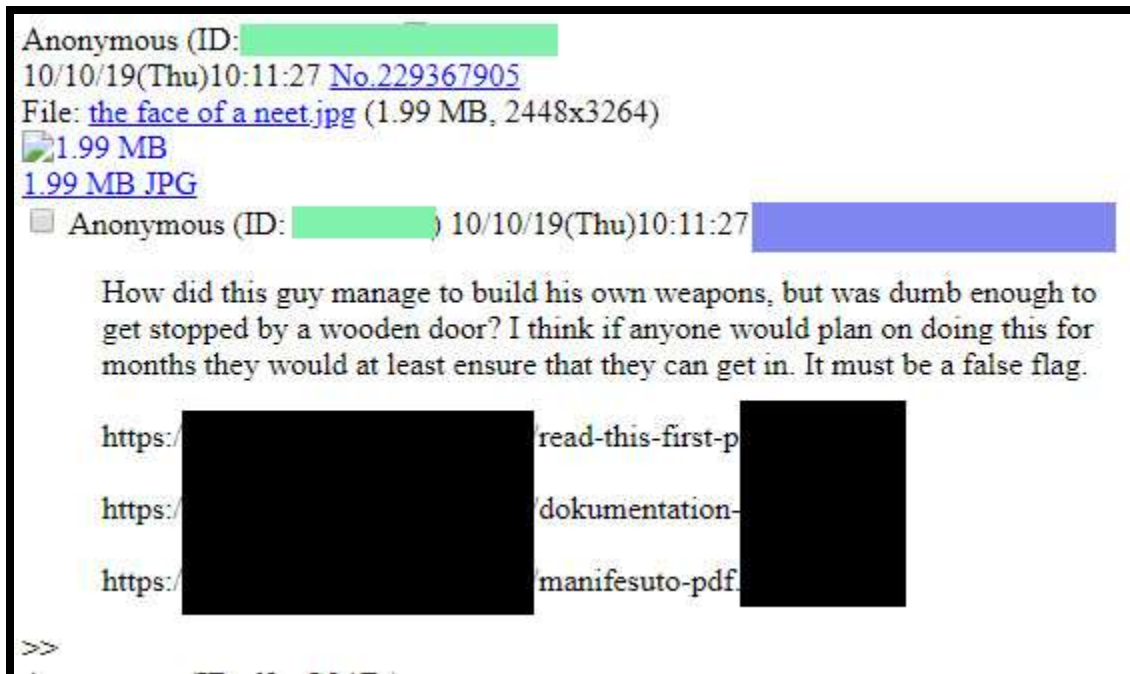 Anonymous (ID:
10/10/19(Thu)10:11:27 No.229367905
File: the face of a neet.jpg (1.99 MB, 2448x3264)
1.99 MB
1.99 MB JPG
Anonymous (ID: ) 10/10/19(Thu)10:11:27
How did this guy manage to build his own weapons, but was dumb enough to
get stopped by a wooden door? I think if anyone would plan on doing this for
months they would at least ensure that they can get in. It must be a false flag.
https:/ /read-this-first-p
https:/ /dokumentation-
https:/ /manifesuto-pdf.
>>